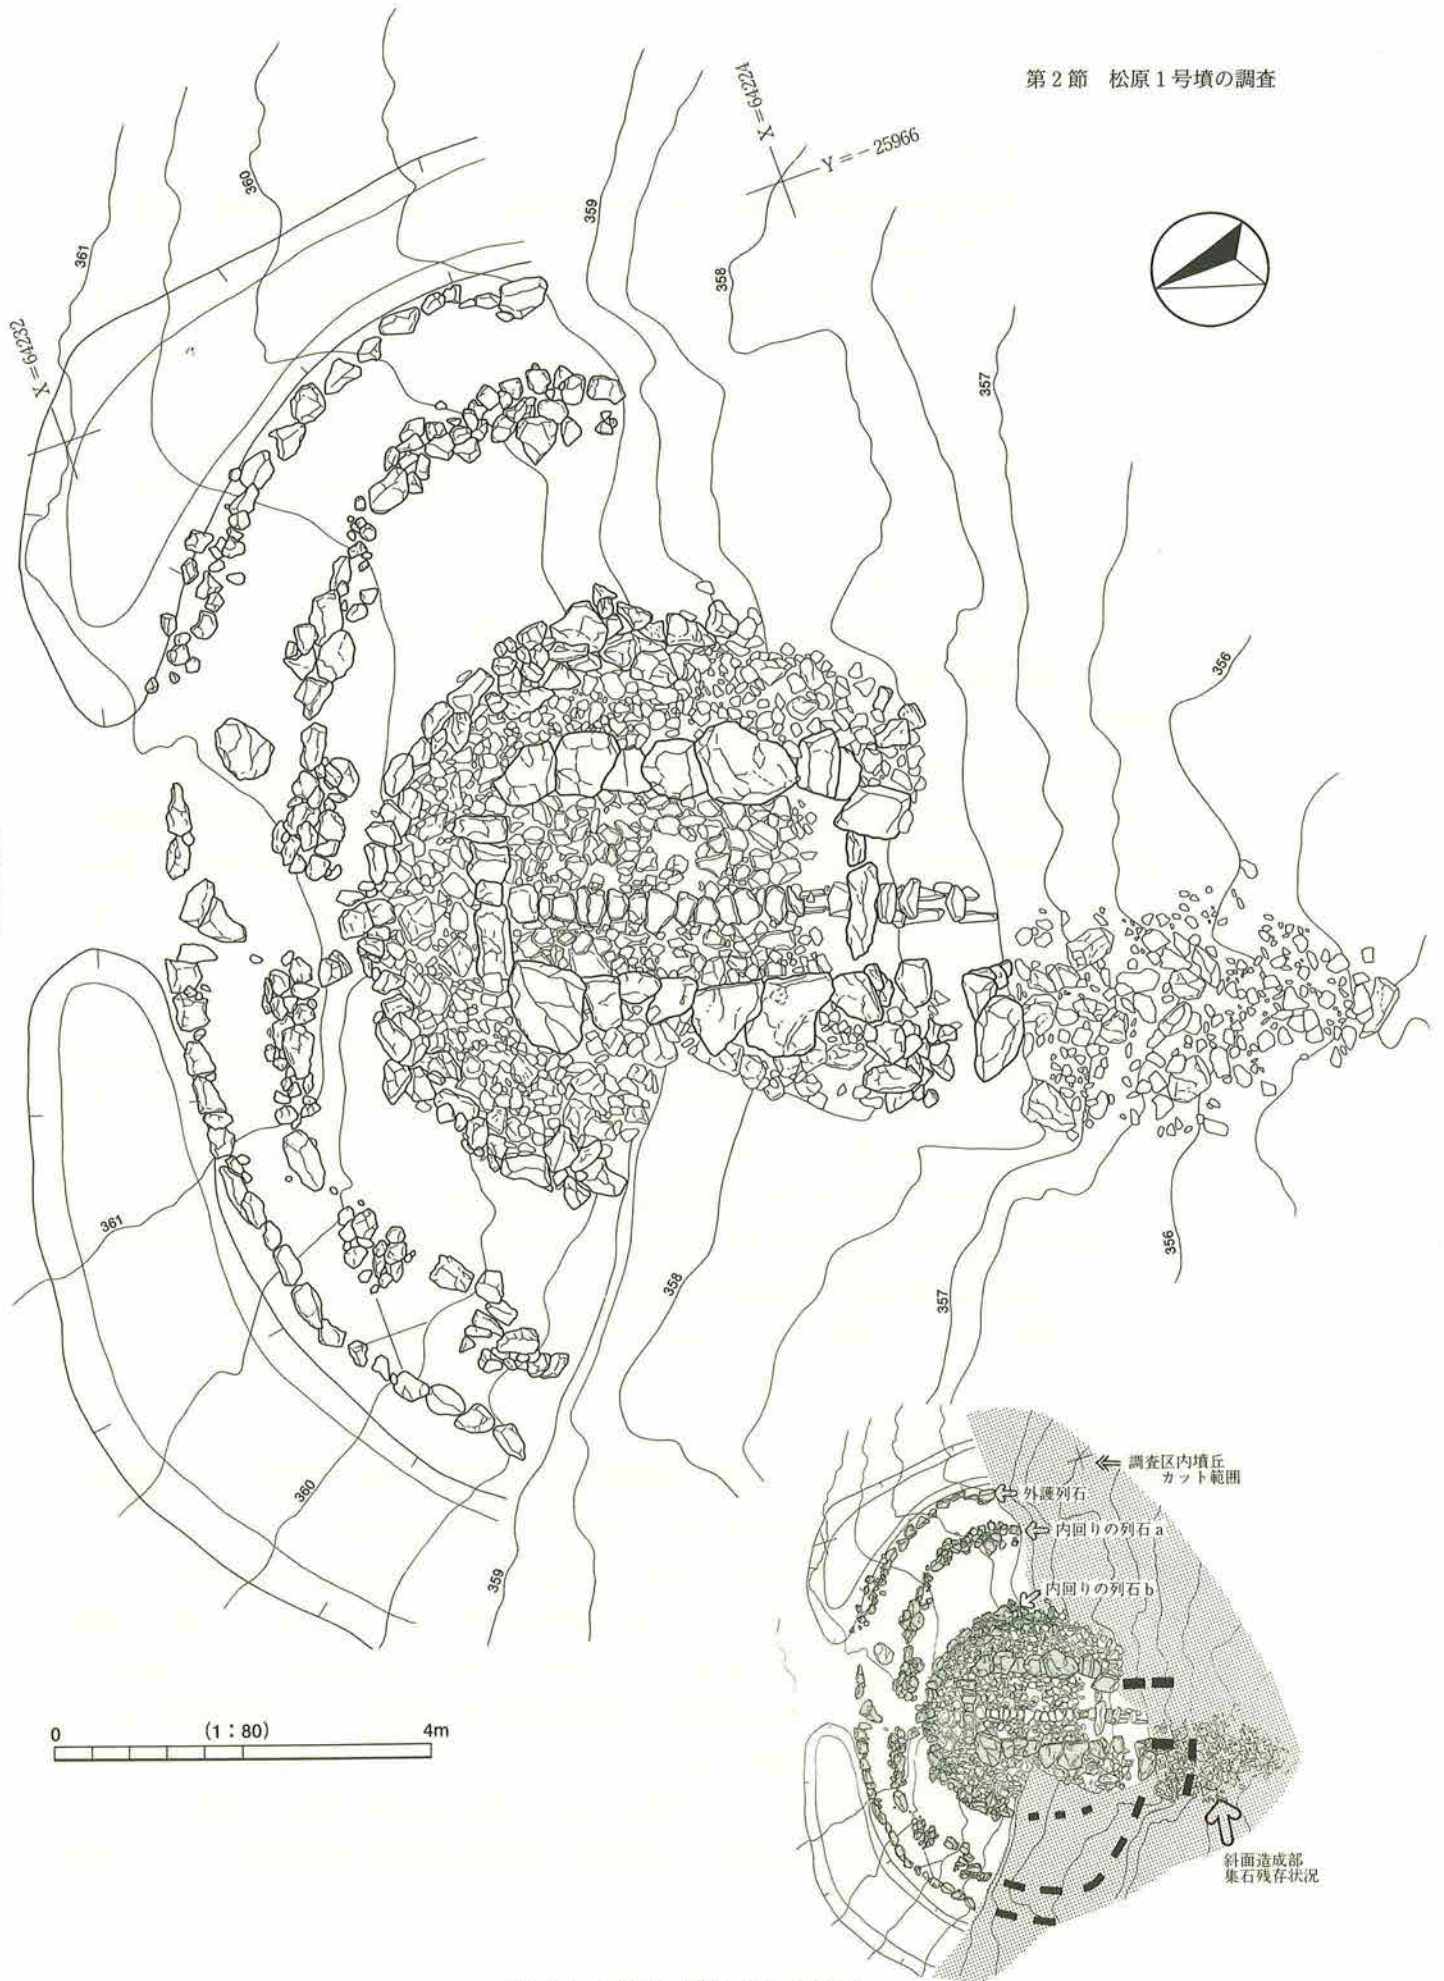 第2節 松原1号墳の調査
X=64224
Y=-25966
X=64232
361
360
359
358
357
356
361
360
359
358
357
356
0 (1:80) 4m
調査区内墳丘
カット範囲
外護列石
内回りの列石a
内回りの列石b
斜面造成部
集石残存状況